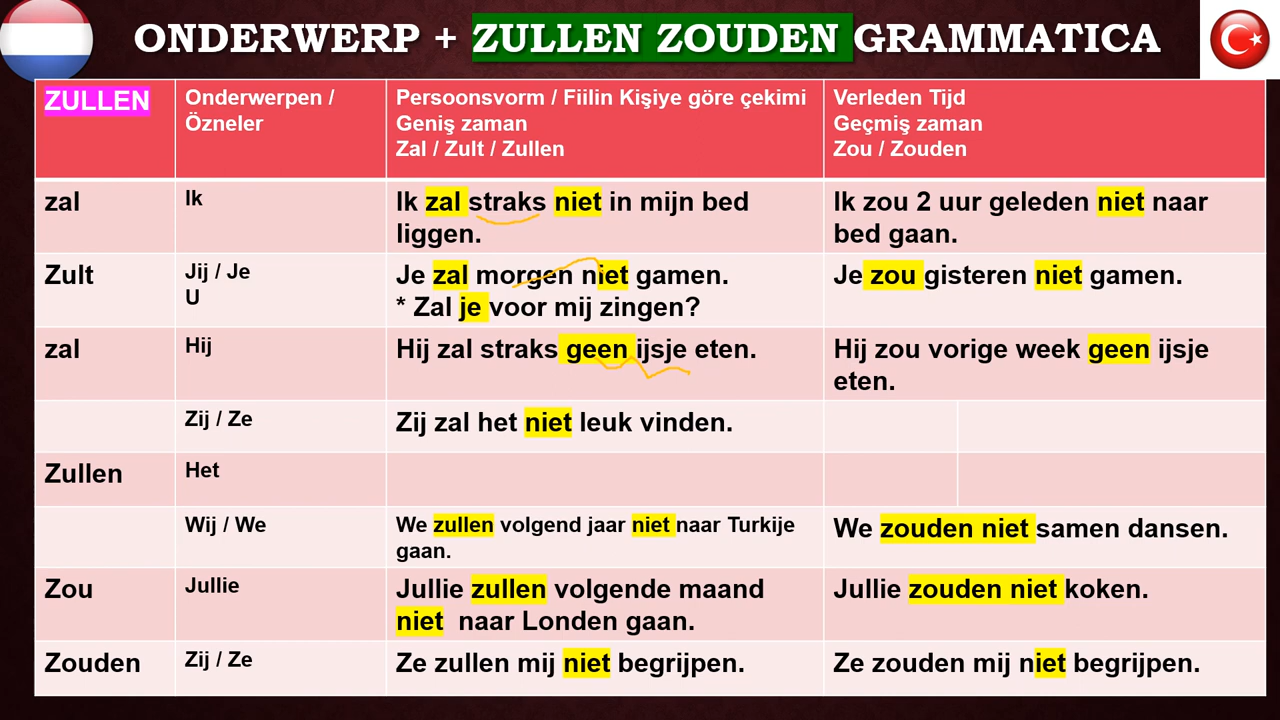 ONDERWERP + ZULLEN ZOUDEN GRAMMATICA
ZULLEN
Onderwerpen /
Özneler
Persoonsvorm / Fiilin Kişiye göre çekimi
Geniş zaman
Zal / Zult / Zullen
Verleden Tijd
Geçmiş zaman
Zou / Zouden
zal
Ik
Ik zal straks niet in mijn bed
liggen.
Ik zou 2 uur geleden niet naar
bed gaan.
Zult
Jij / Je
U
Je zal morgen niet gamen.
* Zal je voor mij zingen?
Je zou gisteren niet gamen.
zal
Hij
Hij zal straks geen ijsje eten.
Hij zou vorige week geen ijsje
eten.
Zij / Ze
Zij zal het niet leuk vinden.
Zullen
Het
Wij / We
We zullen volgend jaar niet naar Turkije
gaan.
We zouden niet samen dansen.
Zou
Jullie
Jullie zullen volgende maand
niet naar Londen gaan.
Jullie zouden niet koken.
Zouden
Zij / Ze
Ze zullen mij niet begrijpen.
Ze zouden mij niet begrijpen.